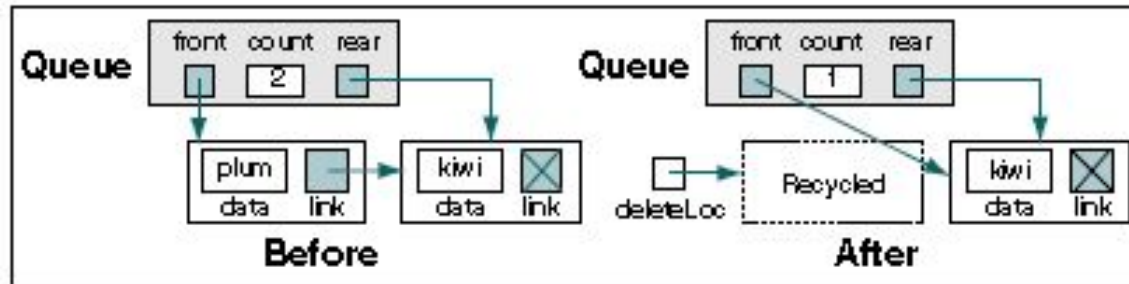 front count rear
Queue
2
plum
kiwi
data link
data link
Before
front count rear
Queue
1
deleteLoc
Recycled
kiwi
data link
After